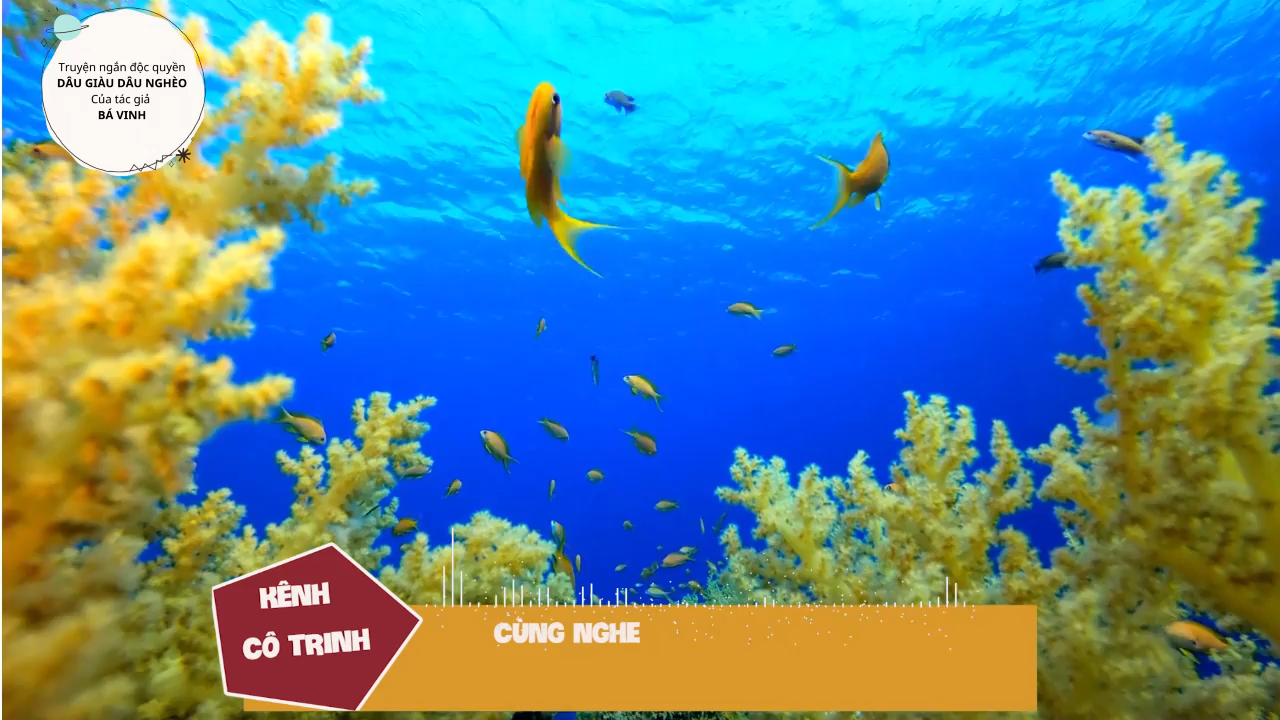 Truyện ngắn độc quyền
DÂU GIÀU DÂU NGHÈO
Của tác giả
BÁ VINH
KÊNH
CÔ TRINH
CÙNG NGHE